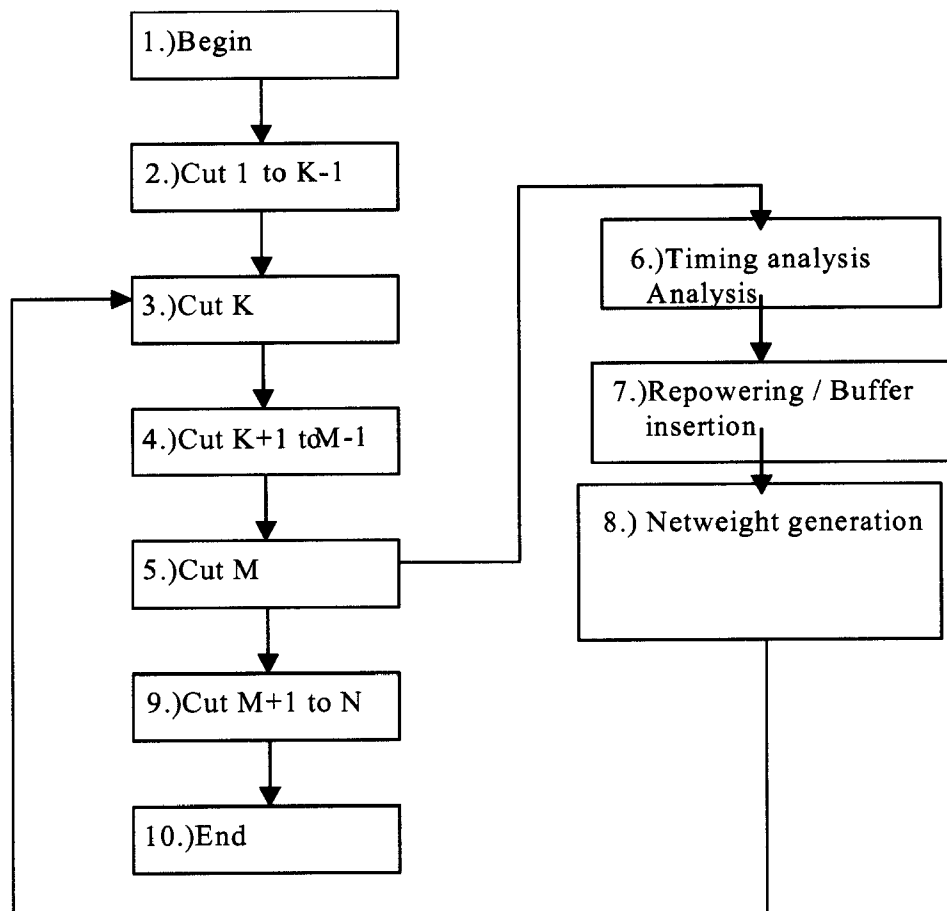 1.)Begin
2.)Cut 1 to K-1
3.)Cut K
4.)Cut K+1 toM-1
5.)Cut M
6.)Timing analysis
Analysis
7.)Repowering / Buffer
insertion
8.) Netweight generation
9.)Cut M+1 to N
10.)End